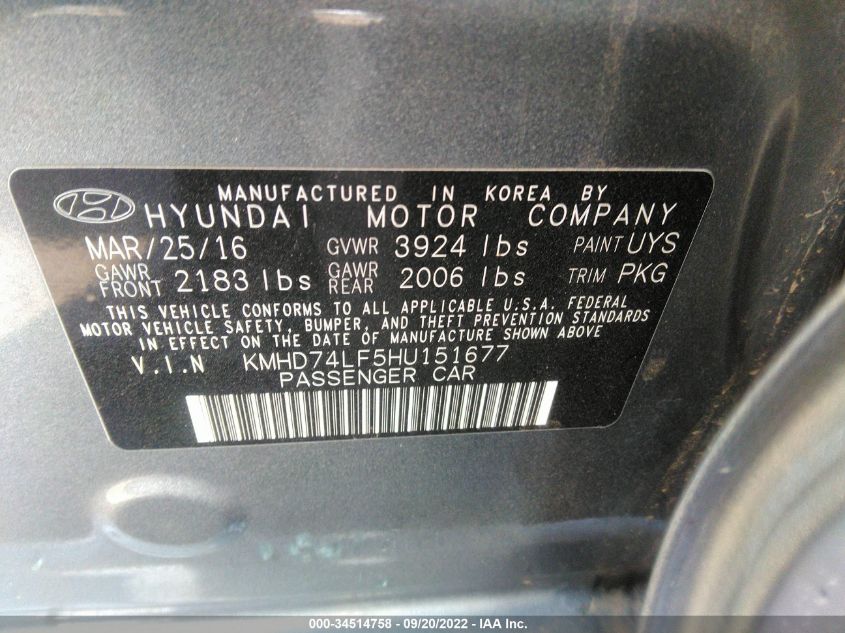 MANUFACTURED IN KOREA BY
HYUNDAI MOTOR COMPANY
MAR/25/16 GVWR 3924 lbs PAINT UYS
GAWR FRONT 2183 lbs GAWR REAR 2006 lbs TRIM PKG
THIS VEHICLE CONFORMS TO ALL APPLICABLE U.S.A. FEDERAL
MOTOR VEHICLE SAFETY, BUMPER, AND THEFT PREVENTION STANDARDS
IN EFFECT ON THE DATE OF MANUFACTURE SHOWN ABOVE
V.I.N KMHD74LF5HU151677
PASSENGER CAR
000-34514758 - 09/20/2022 - IAA Inc.